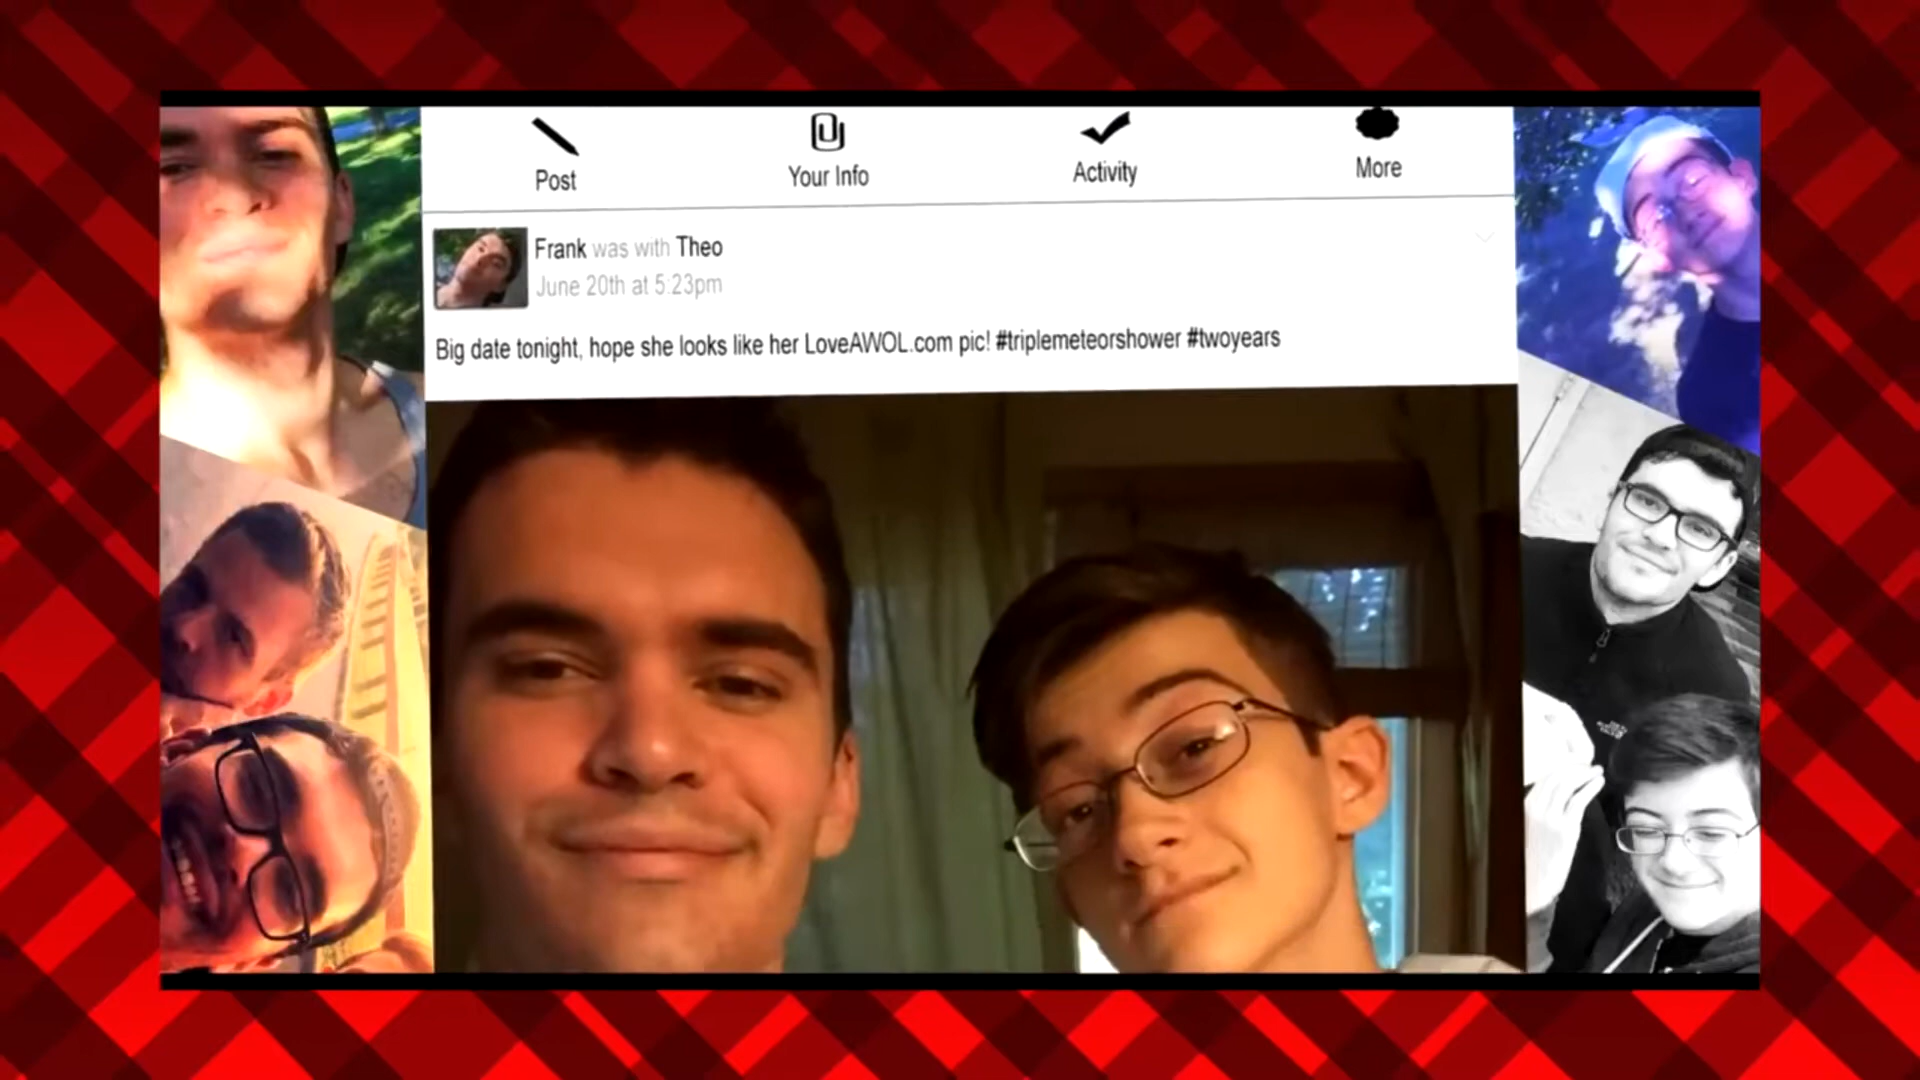 Post
Your Info
Activity
More
Frank was with Theo
June 20th at 5:23pm
Big date tonight, hope she looks like her LoveAWOL.com pic! #triplemeteorshower #twoyears